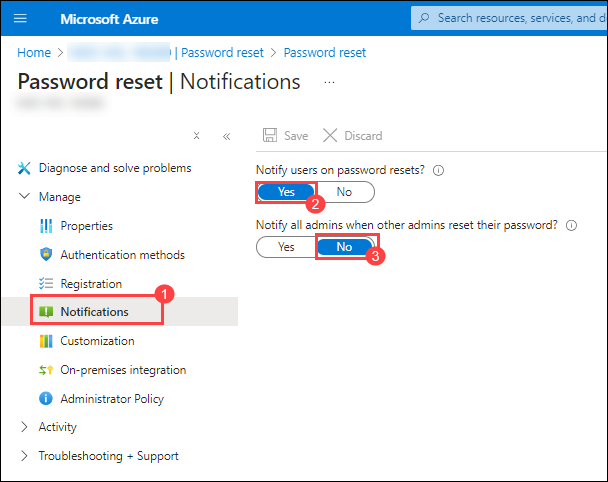 Microsoft Azure
Search resources, services, and d
Home > | Password reset > Password reset
Password reset | Notifications ...
Save Discard
Diagnose and solve problems
Manage
Properties
Authentication methods
Registration
Notifications
1
Customization
On-premises integration
Administrator Policy
Activity
Troubleshooting + Support
Notify users on password resets?
Yes No
2
Notify all admins when other admins reset their password?
Yes No
3